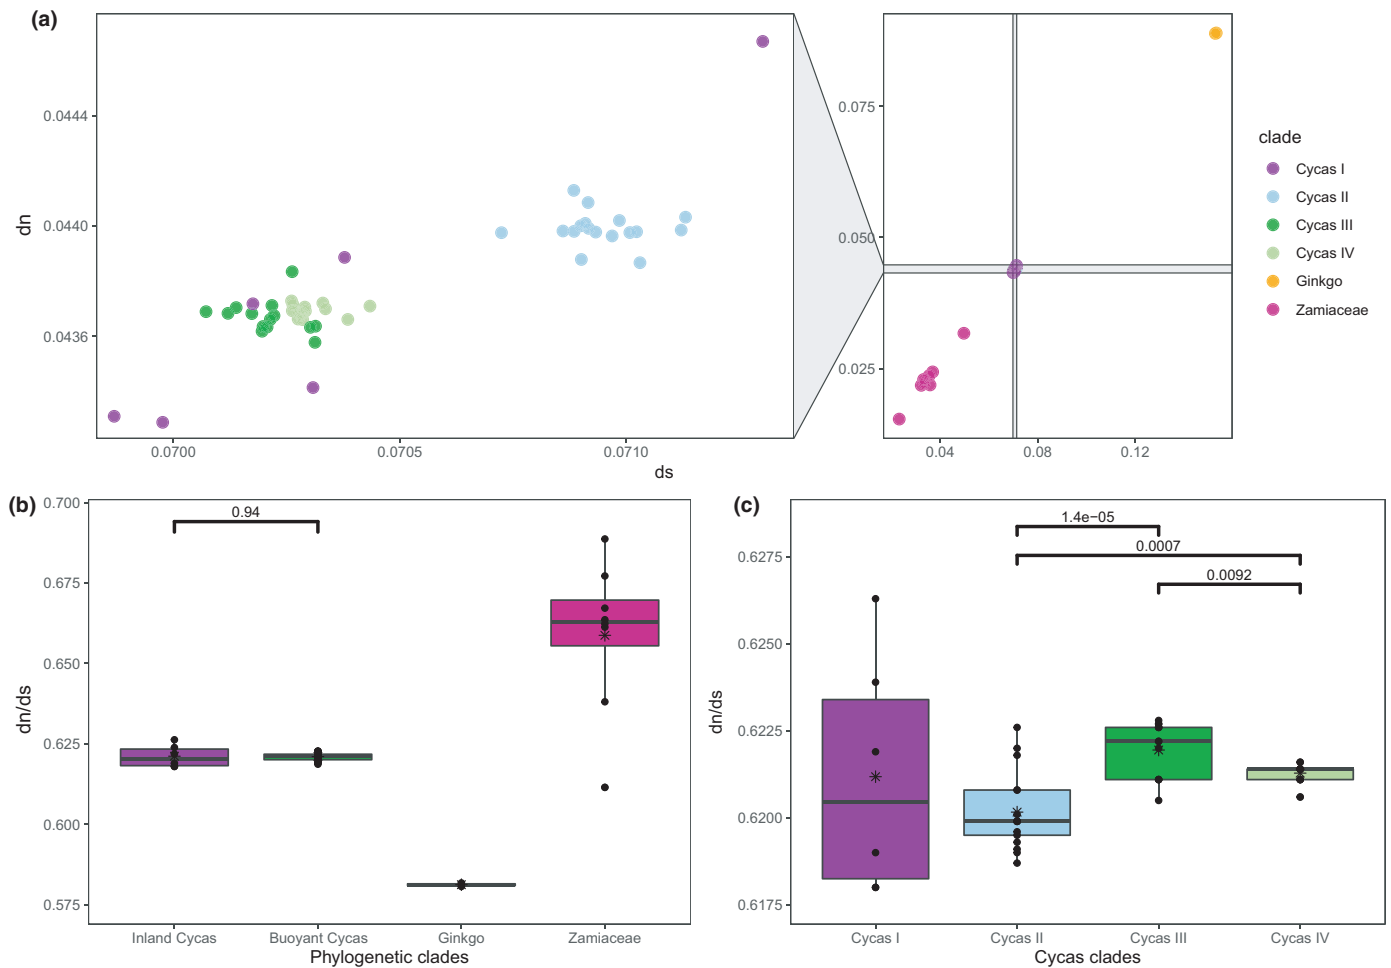 (a)
dn
0.0444
0.0440
0.0436
0.0700
0.0705
0.0710
ds
0.075
0.050
0.025
0.04
0.08
0.12
clade
Cycas I
Cycas II
Cycas III
Cycas IV
Ginkgo
Zamiaceae
(b)
dn/ds
0.700
0.675
0.650
0.625
0.600
0.575
0.94
Inland Cycas
Buoyant Cycas
Ginkgo
Zamiaceae
Phylogenetic clades
(c)
dn/ds
0.6275
0.6250
0.6225
0.6200
0.6175
1.4e−05
0.0007
0.0092
Cycas I
Cycas II
Cycas III
Cycas IV
Cycas clades